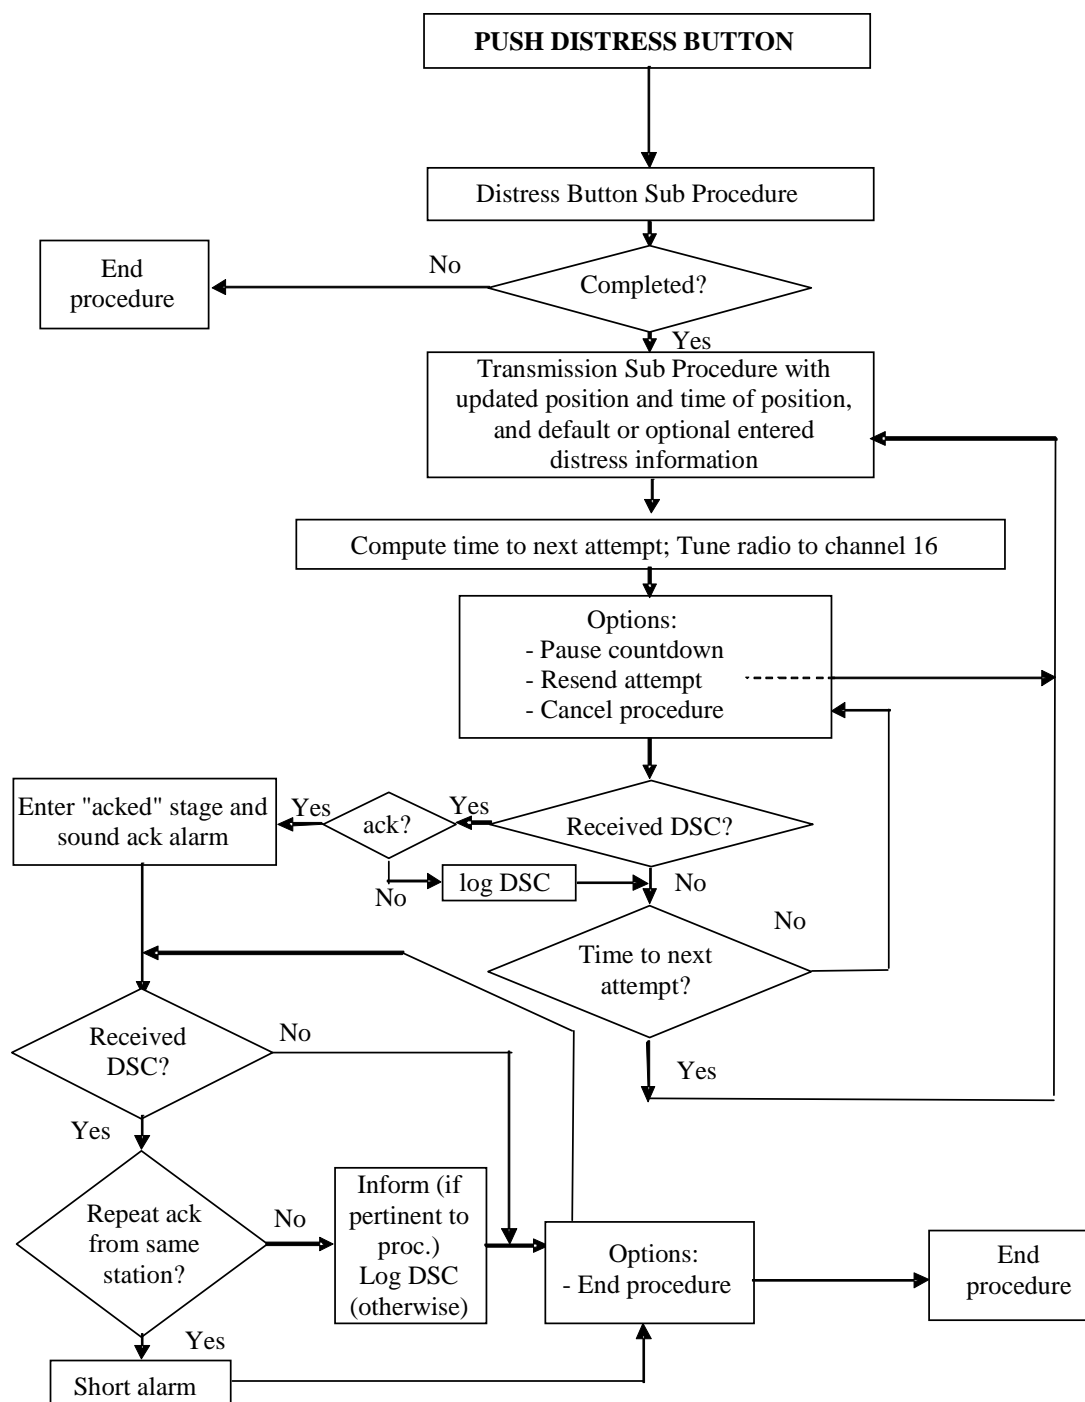 PUSH DISTRESS BUTTON
Distress Button Sub Procedure
End
procedure
No
Completed?
Yes
Transmission Sub Procedure with
updated position and time of position,
and default or optional entered
distress information
Compute time to next attempt; Tune radio to channel 16
Options:
- Pause countdown
- Resend attempt
- Cancel procedure
Enter "acked" stage and
sound ack alarm
Yes
ack?
Yes
Received DSC?
No
log DSC
No
Time to next
attempt?
No
Yes
Received
DSC?
No
Yes
Repeat ack
from same
station?
No
Inform (if
pertinent to
proc.)
Log DSC
(otherwise)
Options:
- End procedure
End
procedure
Yes
Short alarm